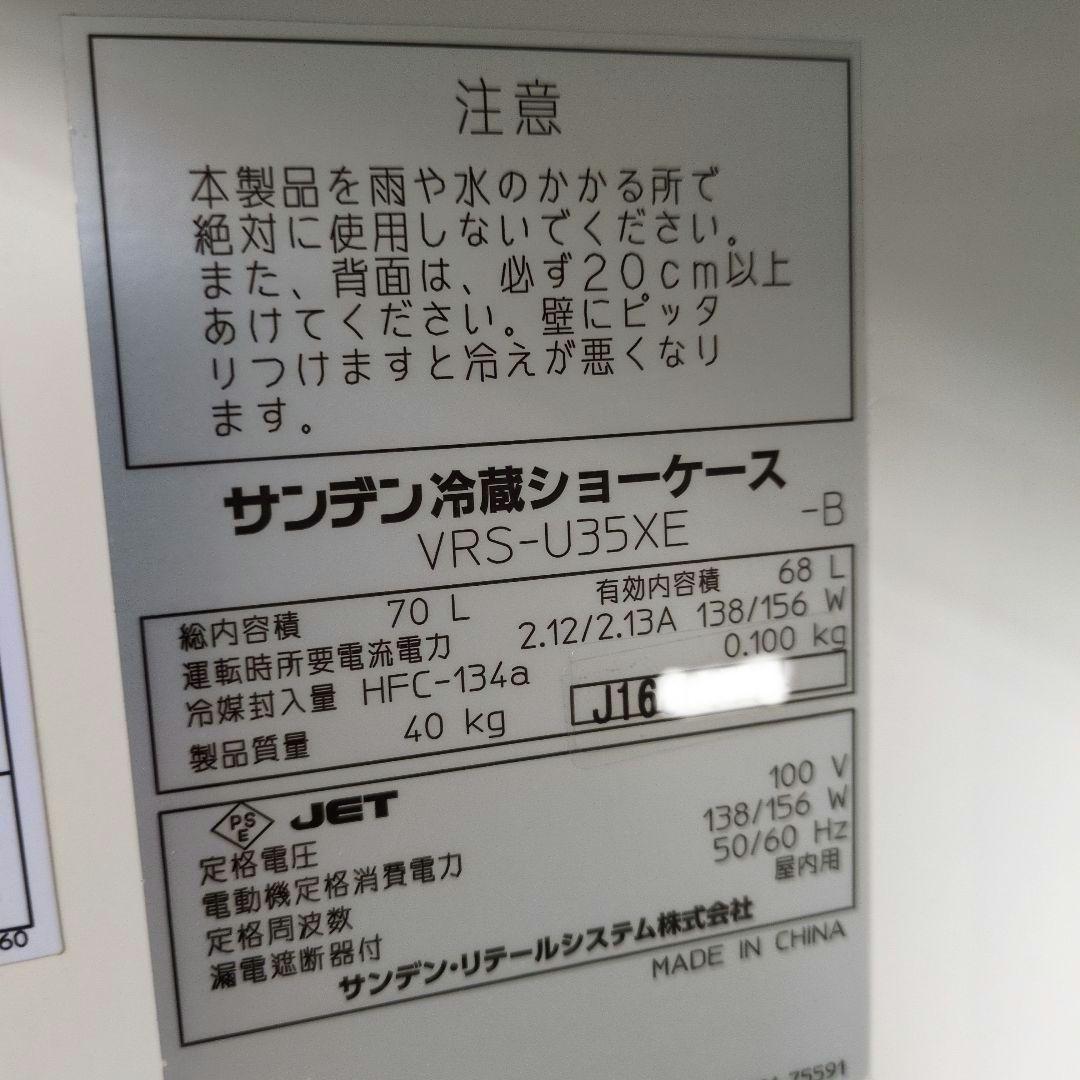 注意
本製品を雨や水のかかる所で
絶対に使用しないでください。
また、背面は、必ず20cm以上
あけてください。壁にピッタ
リつけますと冷えが悪くなり
ます。
サンデン冷蔵ショーケース
VRS-U35XE -B
総内容積 70 L 有効内容積 68 L
運転時所要電流電力 2.12/2.13A 138/156 W
冷媒封入量 HFC-134a 0.100 kg
製品質量 40 kg J16
PSE JET
定格電圧 100 V
電動機定格消費電力 138/156 W
定格周波数 50/60 Hz
漏電遮断器付 屋内用
サンデン・リテールシステム株式会社
MADE IN CHINA
75591
60